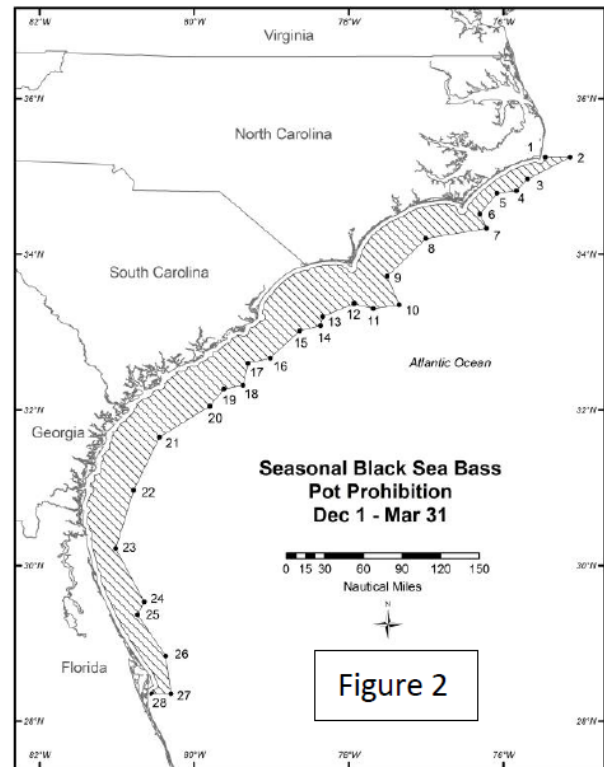 Virginia
36°N
36°N
North Carolina
1
2
3
4
5
6
7
8
34°N
34°N
South Carolina
9
10
11
12
13
14
15
16
Atlantic Ocean
17
18
19
20
32°N
32°N
Georgia
21
Seasonal Black Sea Bass
Pot Prohibition
Dec 1 - Mar 31
22
23
0 15 30 60 90 120 150
Nautical Miles
30°N
30°N
24
25
N
26
Florida
27
28
Figure 2
28°N
28°N
82°W
80°W
78°W
76°W
82°W
80°W
78°W
76°W